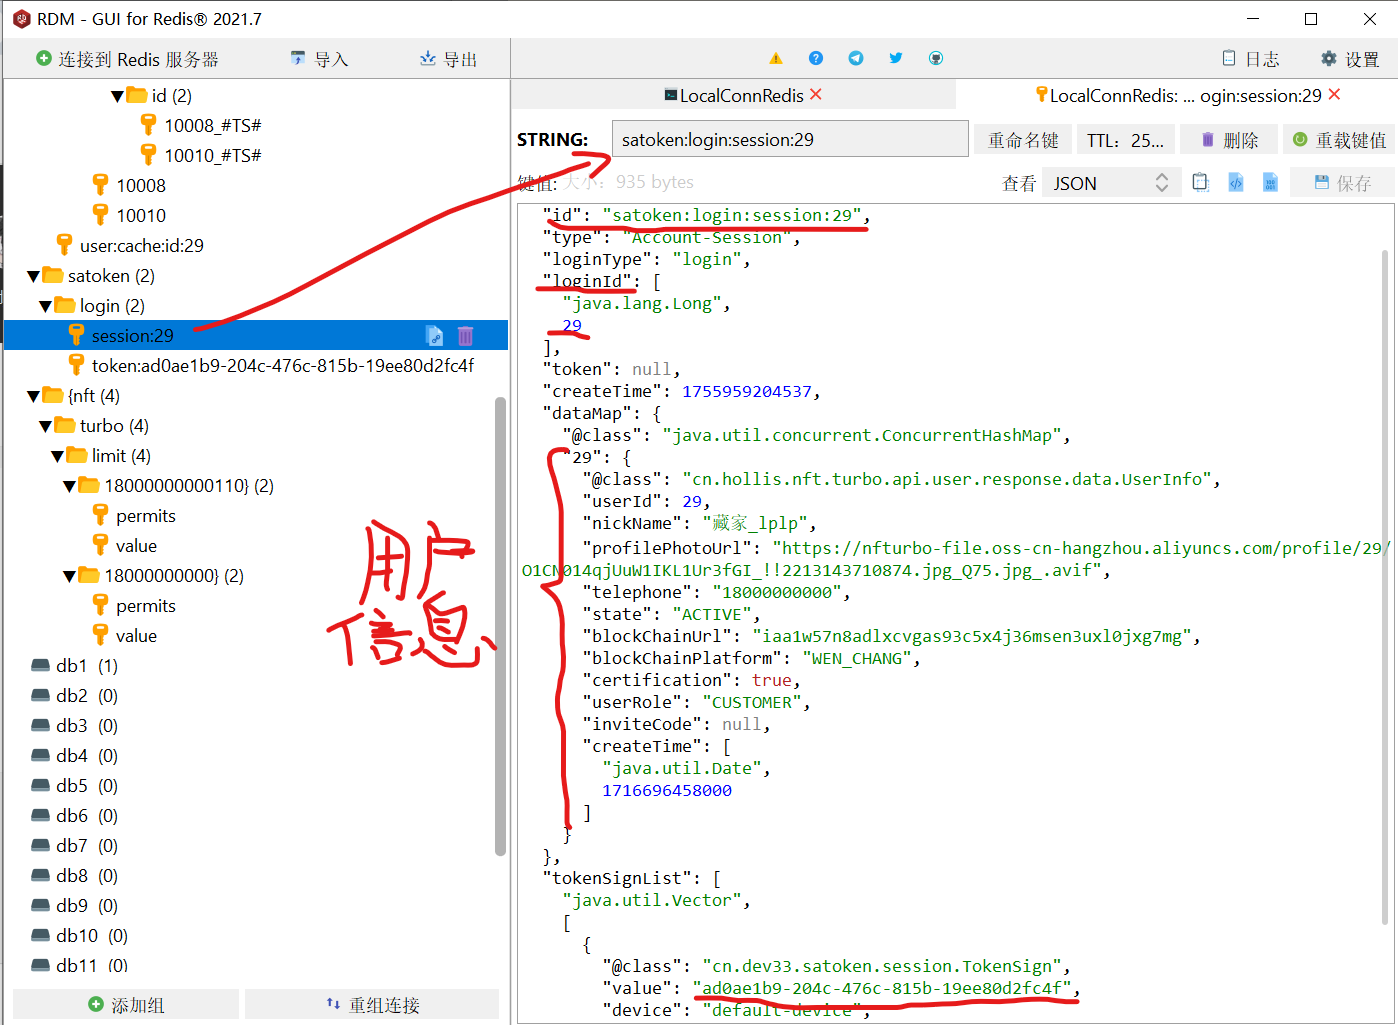 RDM - GUI for Redis® 2021.7
连接到 Redis 服务器
导入
导出
日志
设置
id (2)
10008_#TS#
10010_#TS#
10008
10010
user:cache:id:29
satoken (2)
login (2)
session:29
token:ad0ae1b9-204c-476c-815b-19ee80d2fc4f
{nft (4)
turbo (4)
limit (4)
18000000000110} (2)
permits
value
18000000000} (2)
permits
value
db1 (1)
db2 (0)
db3 (0)
db4 (0)
db5 (0)
db6 (0)
db7 (0)
db8 (0)
db9 (0)
db10 (0)
db11 (0)
添加组
重组连接
用户
信息
LocalConnRedis
LocalConnRedis: ... ogin:session:29
STRING:
satoken:login:session:29
重命名键
TTL: 25...
删除
重载键值
键值: 大小: 935 bytes
查看
JSON
保存
"id": "satoken:login:session:29",
"type": "Account-Session",
"loginType": "login",
"loginId": [
"java.lang.Long",
29
],
"token": null,
"createTime": 1755959204537,
"dataMap": {
"@class": "java.util.concurrent.ConcurrentHashMap",
"29": {
"@class": "cn.hollis.nft.turbo.api.user.response.data.UserInfo",
"userId": 29,
"nickName": "藏家_lplp",
"profilePhotoUrl": "https://nfturbo-file.oss-cn-hangzhou.aliyuncs.com/profile/29/
O1CN014qjUuW1IKL1Ur3fGI_!!2213143710874.jpg_Q75.jpg_.avif",
"telephone": "18000000000",
"state": "ACTIVE",
"blockChainUrl": "iaa1w57n8adlxcvgas93c5x4j36msen3uxl0jxg7mg",
"blockChainPlatform": "WEN_CHANG",
"certification": true,
"userRole": "CUSTOMER",
"inviteCode": null,
"createTime": [
"java.util.Date",
1716696458000
]
}
},
"tokenSignList": [
"java.util.Vector",
[
{
"@class": "cn.dev33.satoken.session.TokenSign",
"value": "ad0ae1b9-204c-476c-815b-19ee80d2fc4f",
"device": "default-device",